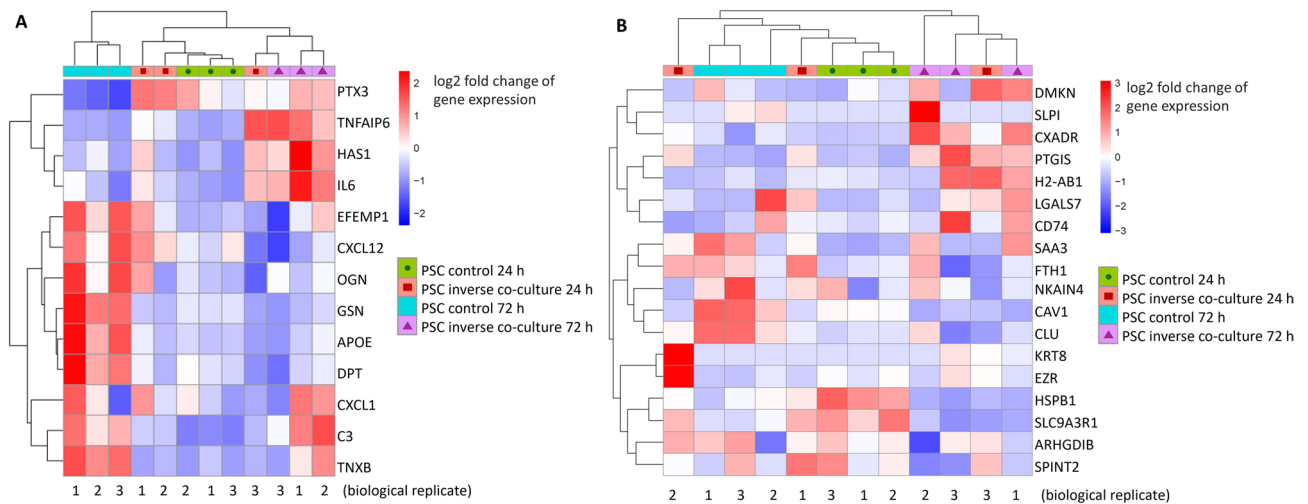 A
PTX3
TNFAIP6
HAS1
IL6
EFEMP1
CXCL12
OGN
GSN
APOE
DPT
CXCL1
C3
TNXB
1 2 3 1 2 2 1 3 3 3 1 2 (biological replicate)
2
1
0
−1
−2
log2 fold change of
gene expression
PSC control 24 h
PSC inverse co-culture 24 h
PSC control 72 h
PSC inverse co-culture 72 h
B
DMKN
SLPI
CXADR
PTGIS
H2-AB1
LGALS7
CD74
SAA3
FTH1
NKAIN4
CAV1
CLU
KRT8
EZR
HSPB1
SLC9A3R1
ARHGDIB
SPINT2
2 1 3 2 1 3 1 2 2 3 3 1 (biological replicate)
3
2
1
0
−1
−2
−3
log2 fold change of
gene expression
PSC control 24 h
PSC inverse co-culture 24 h
PSC control 72 h
PSC inverse co-culture 72 h